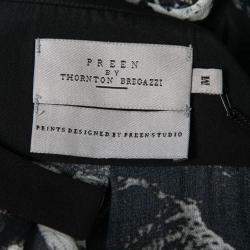 PREEN
BY
THORNTON BREGAZZI
M
PRINTS DESIGNED BY PREEN STUDIO